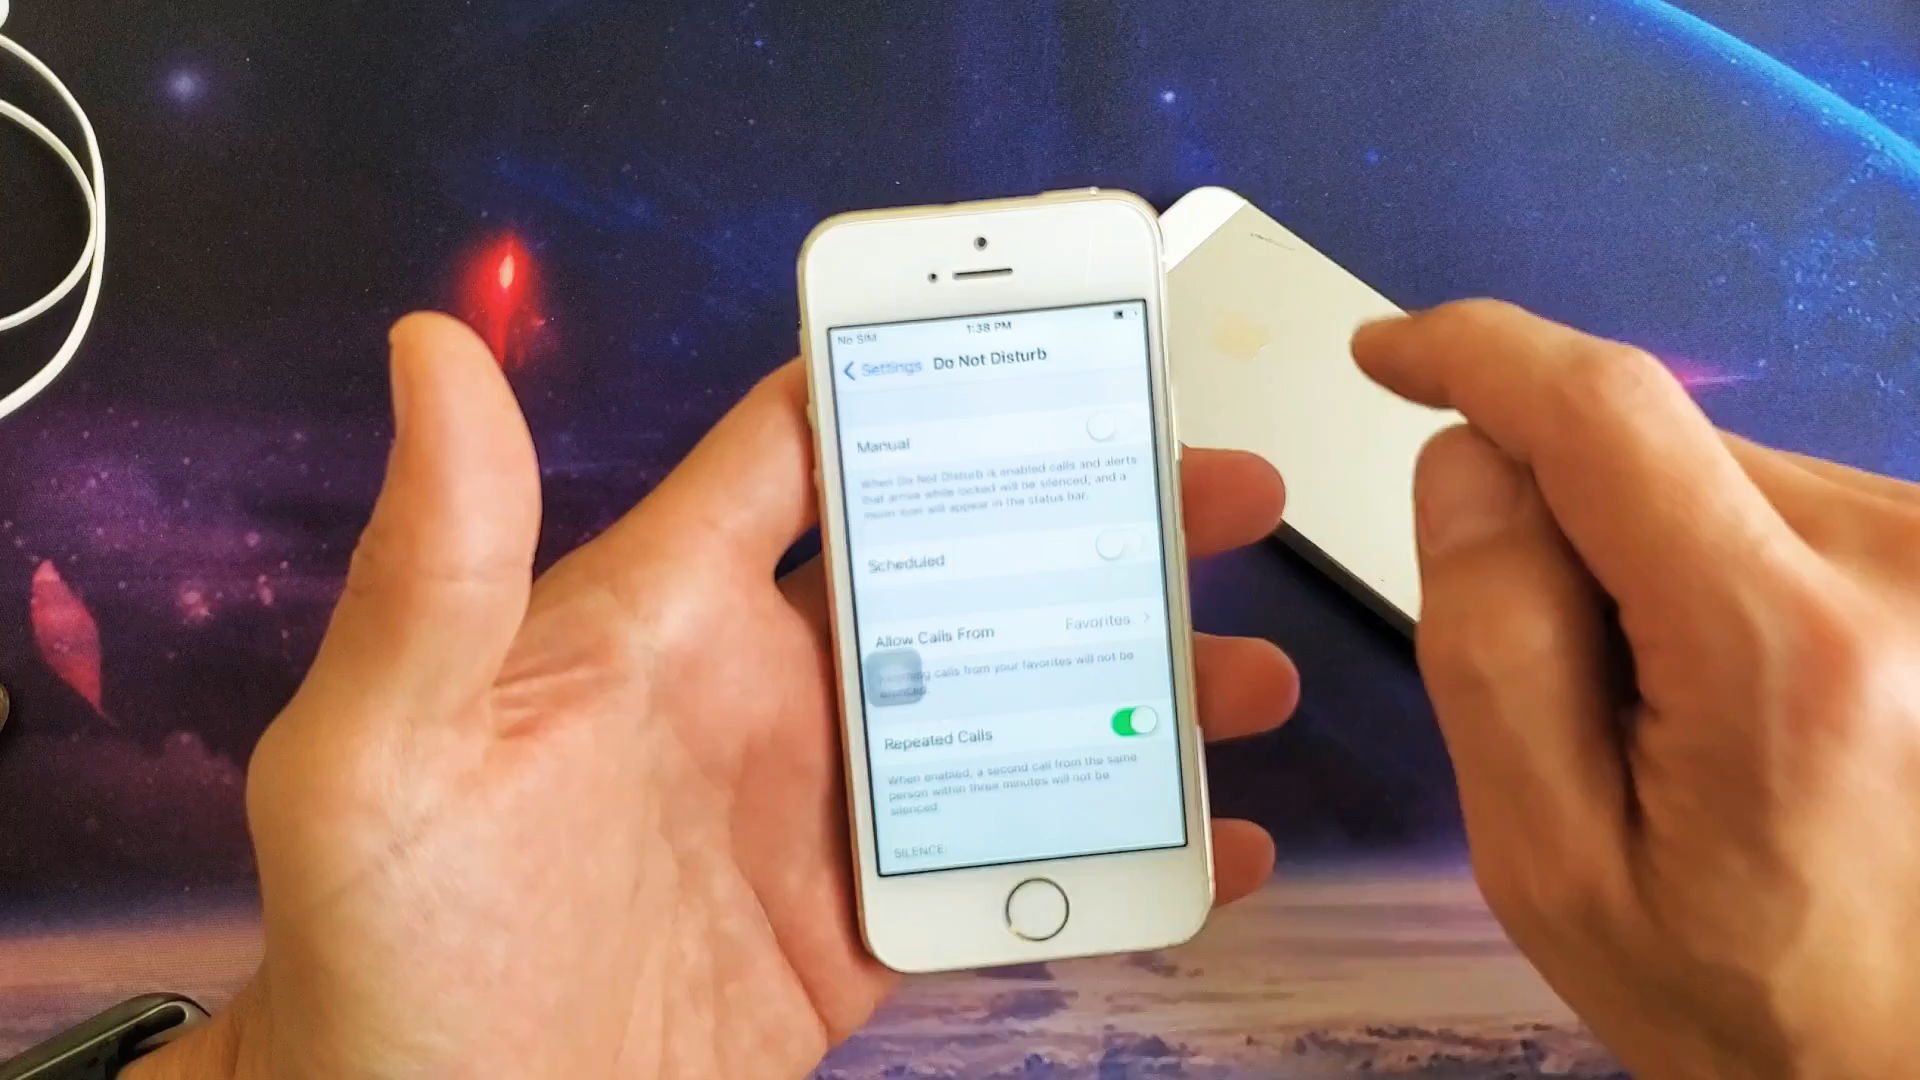 No SIM
1:38 PM
Settings
Do Not Disturb
Manual
When Do Not Disturb is enabled calls and alerts
that arrive while locked will be silenced, and a
moon icon will appear in the status bar.
Scheduled
Allow Calls From
Favorites
calls from your favorites will not be
Repeated Calls
When enabled, a second call from the same
person within three minutes will not be
silenced.
SILENCE: